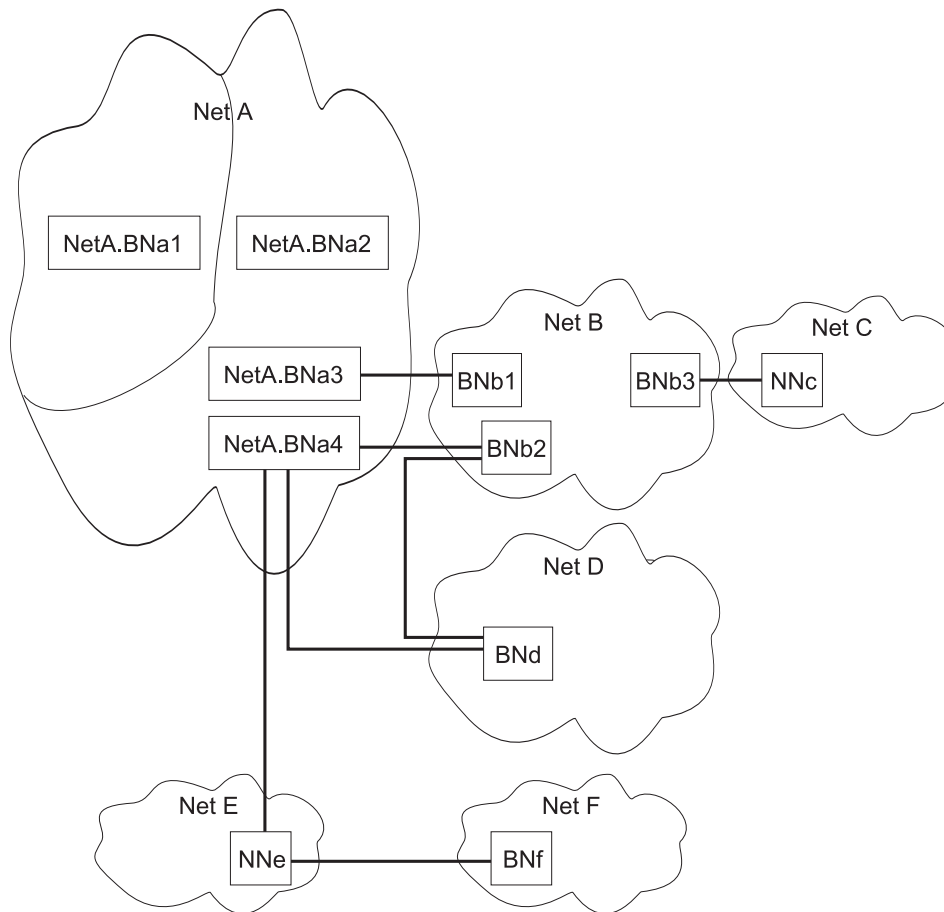 Net A
NetA.BNa1
NetA.BNa2
Net B
Net C
NetA.BNa3
BNb1
BNb3
NNc
NetA.BNa4
BNb2
Net D
BNd
Net E
Net F
NNe
BNf